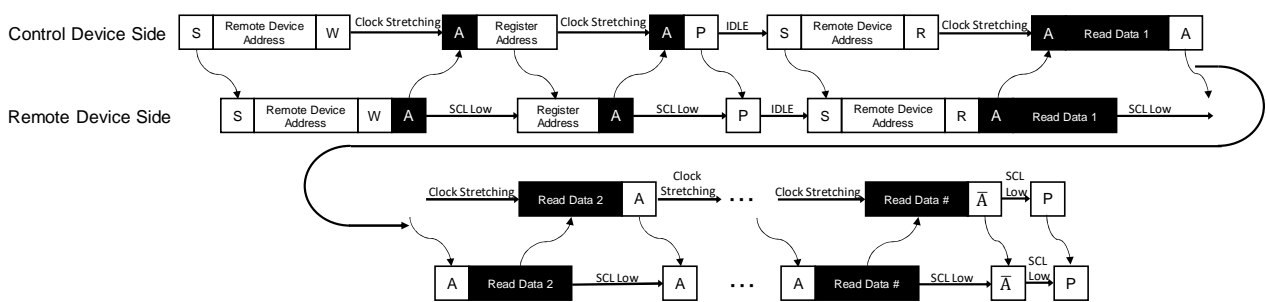 Control Device Side S Remote Device Address W Clock Stretching A Register Address Clock Stretching A P IDLE S Remote Device Address R Clock Stretching A Read Data 1 A
Remote Device Side S Remote Device Address W A SCL Low Register Address A SCL Low P IDLE S Remote Device Address R A Read Data 1 SCL Low
Clock Stretching Read Data 2 A Clock Stretching ... Clock Stretching Read Data # A̅ SCL Low P
A Read Data 2 SCL Low A ... A Read Data # SCL Low A̅ SCL Low P